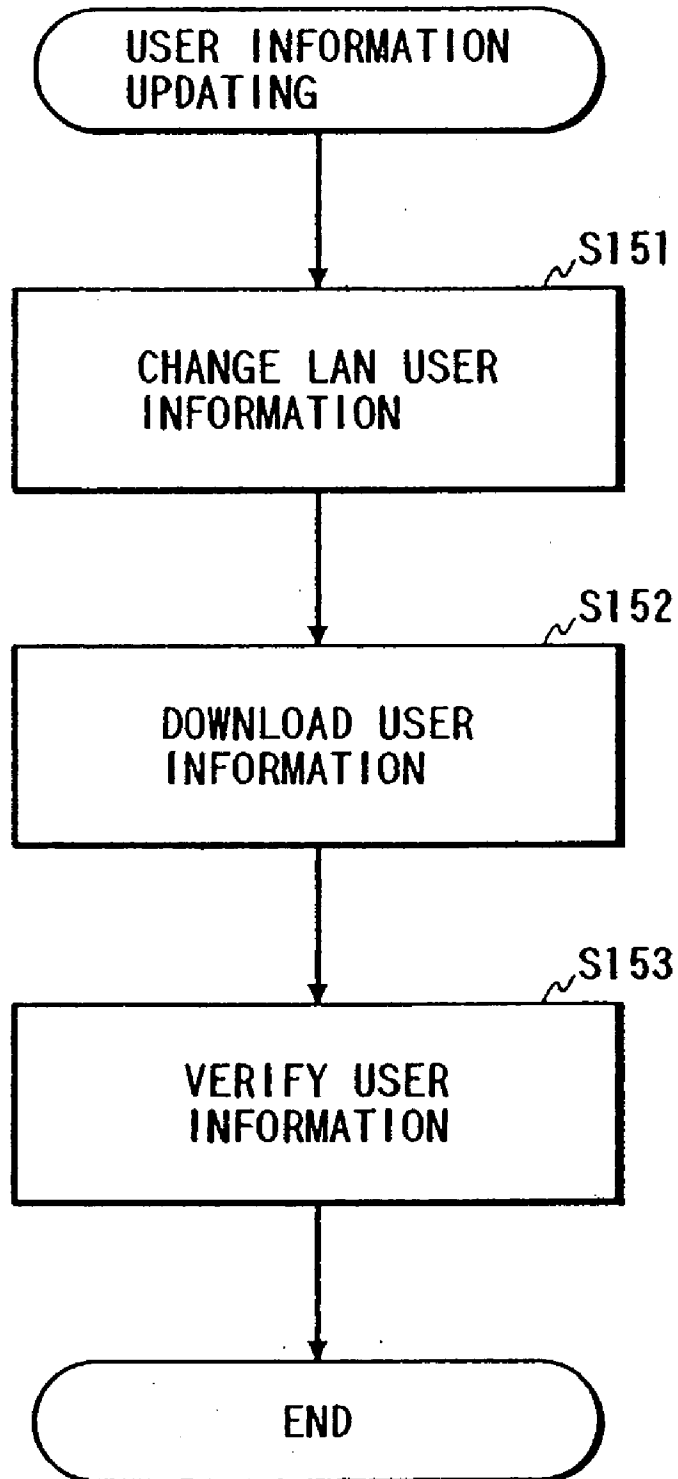 USER INFORMATION
UPDATING
S151
CHANGE LAN USER
INFORMATION
S152
DOWNLOAD USER
INFORMATION
S153
VERIFY USER
INFORMATION
END